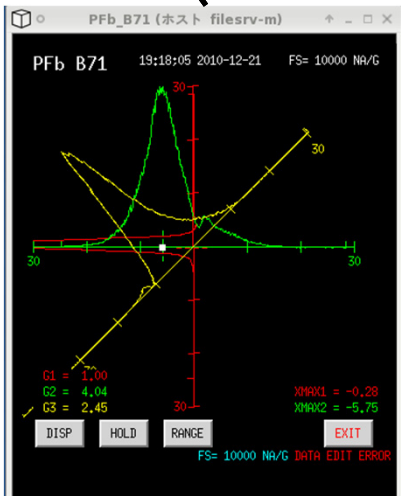 PFb_B71 (ホスト filesrv-m)
PFb B71 19:18:05 2010-12-21 FS= 10000 NA/G
30
30
30
30
G1 = 1.00
G2 = 4.04
G3 = 2.45
30
XMAX1 = -0.28
XMAX2 = -5.75
DISP HOLD RANGE EXIT
FS= 10000 NA/G DATA EDIT ERROR